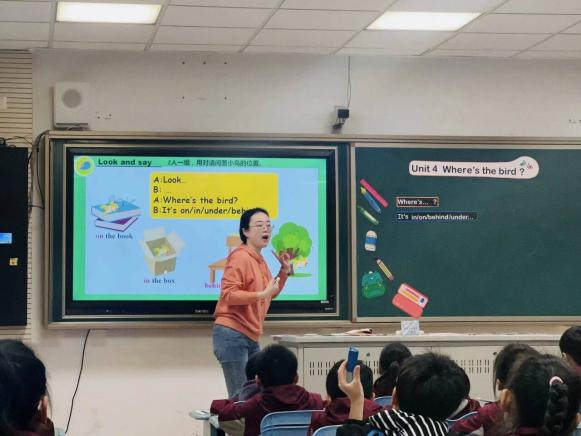 Look and say 2人一组，用对话问答小鸟的位置。
A:Look...
B: ...
A:Where's the bird?
B:It's on/in/under/behin
on the book
in the box
behi
Unit 4 Where's the bird ?
Where's... ?
It's in/on/behind/under...